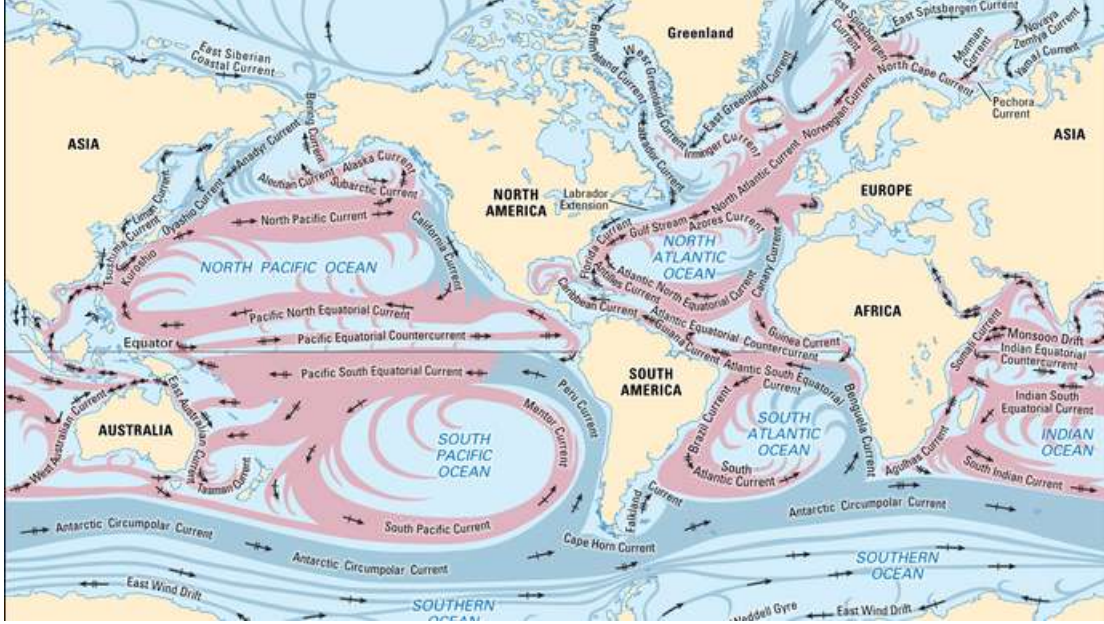 East Spitsbergen Current
Novaya
Zemlya Current
West Spitsbergen
Current
Murman
Current
Yamal Current
Greenland
East Siberian
Coastal Current
Baffin Island Current
West Greenland Current
East Greenland Current
North Cape Current
Pechora
Current
Norwegian Current
Bering Current
Anadyr Current
ASIA
ASIA
Irminger Current
Labrador Current
Alaska Current
Aleutian Current
Subarctic Current
North Atlantic Current
NORTH
AMERICA
Labrador
Extension
EUROPE
Liman Current
Oyashio Current
North Pacific Current
California Current
Florida Current
Gulf Stream
Azores Current
Tsushima Current
Kuroshio
NORTH PACIFIC OCEAN
NORTH
ATLANTIC
OCEAN
Canary Current
Antilles Current
Atlantic North Equatorial Current
Caribbean Current
AFRICA
Pacific North Equatorial Current
Atlantic Equatorial Countercurrent
Guinea Current
Guiana Current
Somali Current
Monsoon Drift
Equator
Pacific Equatorial Countercurrent
Indian Equatorial
Countercurrent
Pacific South Equatorial Current
SOUTH
AMERICA
Atlantic South Equatorial
Current
Peru Current
Mentor Current
Brazil Current
Benguela Current
Indian South
Equatorial Current
West Australian Current
AUSTRALIA
East Australian Current
SOUTH
PACIFIC
OCEAN
SOUTH
ATLANTIC
OCEAN
INDIAN
OCEAN
Agulhas Current
Tasman Current
South
Atlantic Current
South Indian Current
Falkland Current
South Pacific Current
Antarctic Circumpolar Current
Antarctic Circumpolar Current
Cape Horn Current
Antarctic Circumpolar Current
SOUTHERN
OCEAN
East Wind Drift
SOUTHERN
OCEAN
Weddell Gyre
East Wind Drift